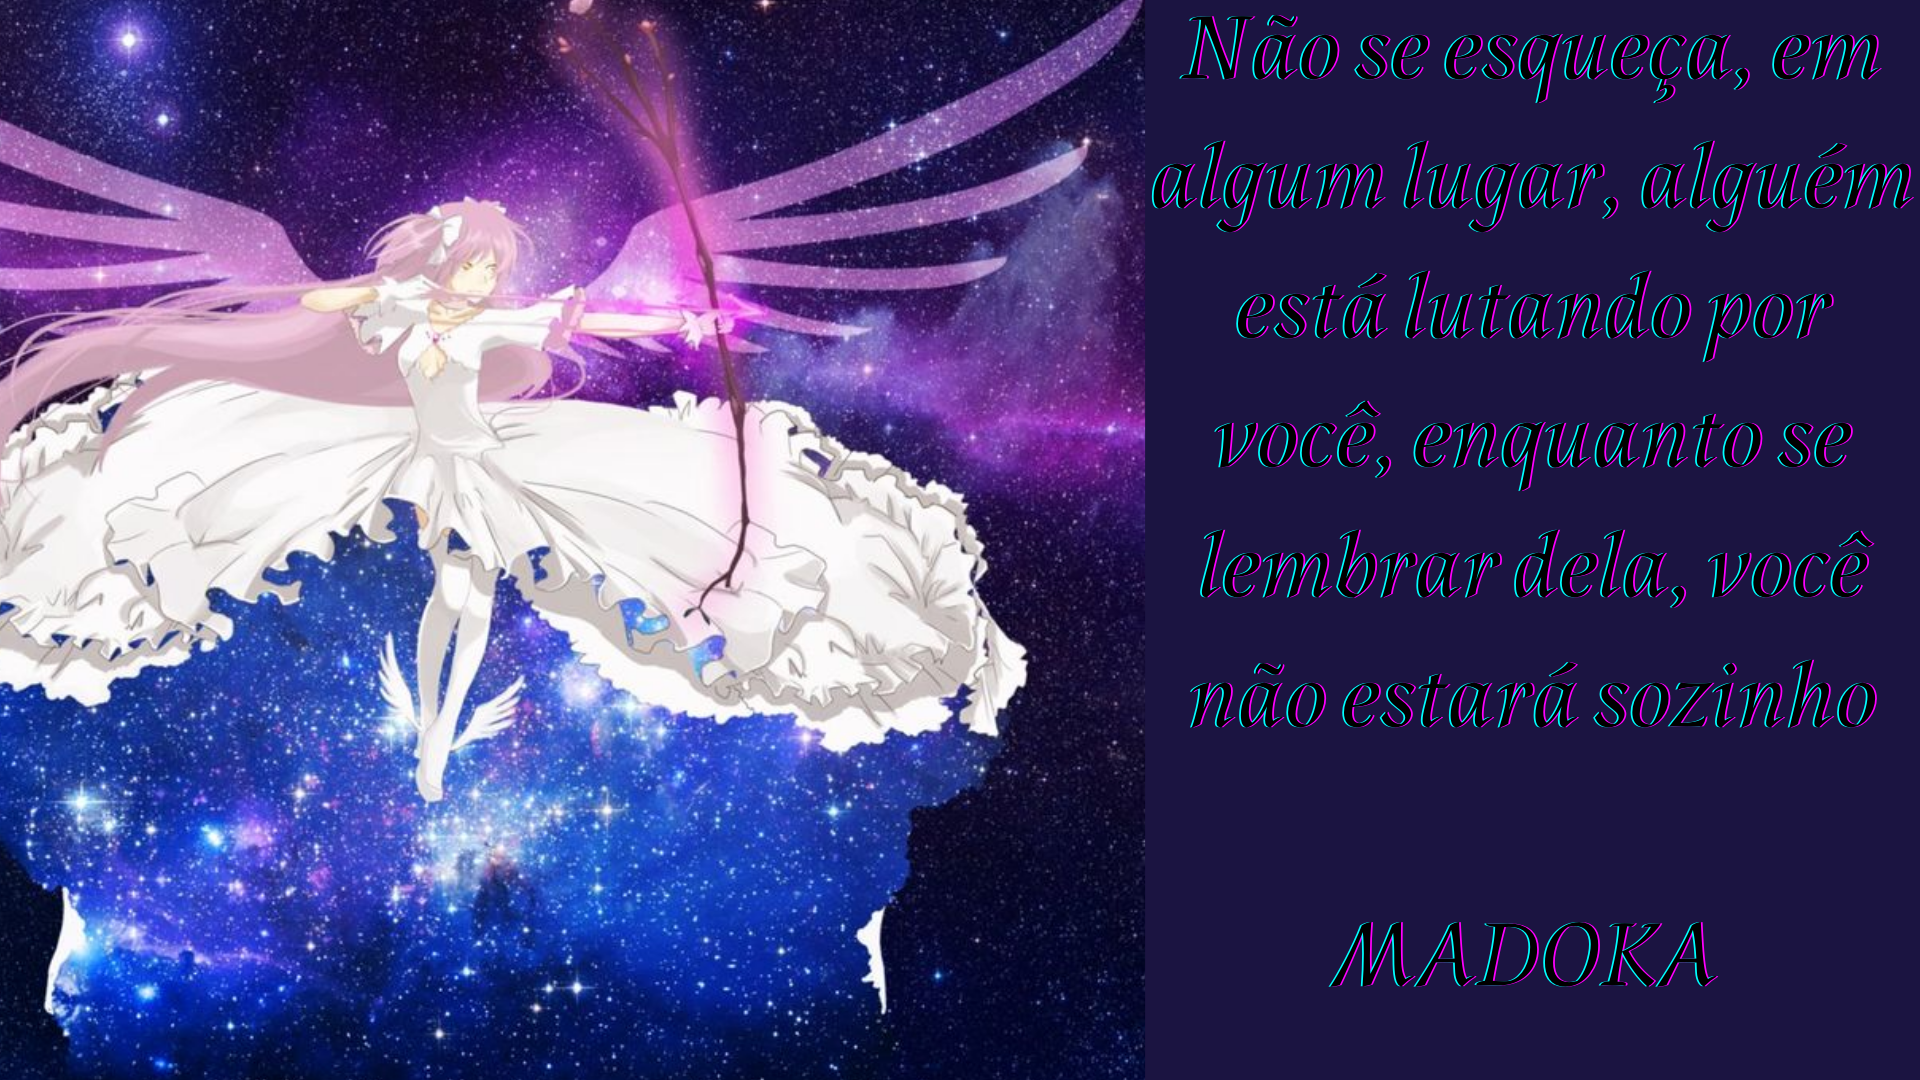 Não se esqueça, em
algum lugar, alguém
está lutando por
você, enquanto se
lembrar dela, você
não estará sozinho
MADOKA